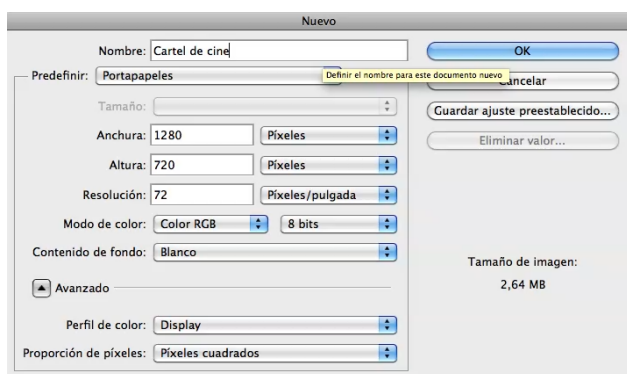 Nuevo
Nombre: Cartel de cine
OK
Predefinir: Portapapeles
Definir el nombre para este documento nuevo
Cancelar
Tamaño:
Guardar ajuste preestablecido...
Anchura: 1280 Píxeles
Eliminar valor...
Altura: 720 Píxeles
Resolución: 72 Píxeles/pulgada
Modo de color: Color RGB 8 bits
Contenido de fondo: Blanco
Tamaño de imagen:
2,64 MB
Avanzado
Perfil de color: Display
Proporción de píxeles: Píxeles cuadrados